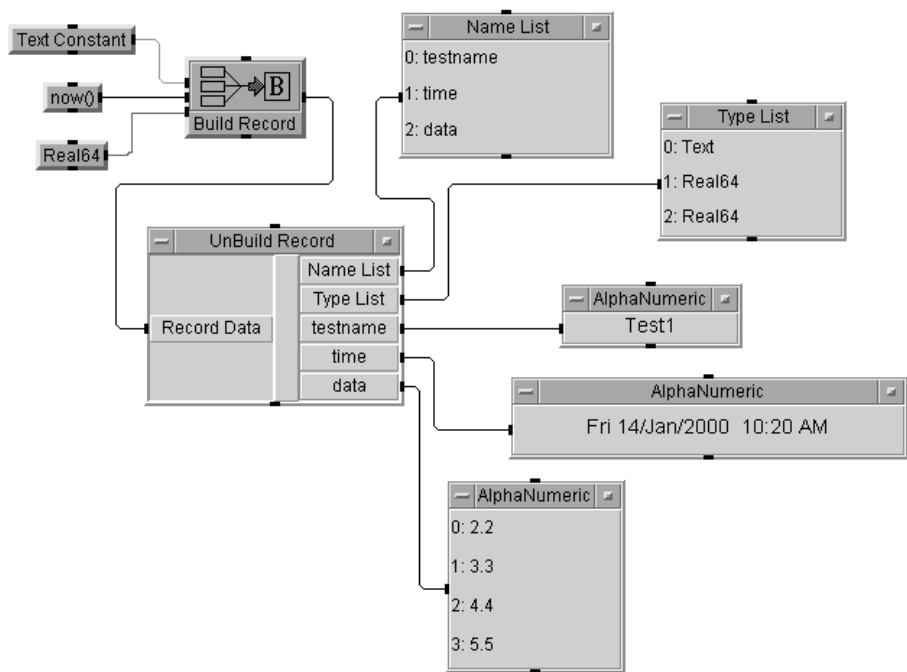 Text Constant
now()
Real64
B
Build Record
Name List
0: testname
1: time
2: data
Type List
0: Text
1: Real64
2: Real64
UnBuild Record
Record Data
Name List
Type List
testname
time
data
AlphaNumeric
Test1
AlphaNumeric
Fri 14/Jan/2000 10:20 AM
AlphaNumeric
0: 2.2
1: 3.3
2: 4.4
3: 5.5